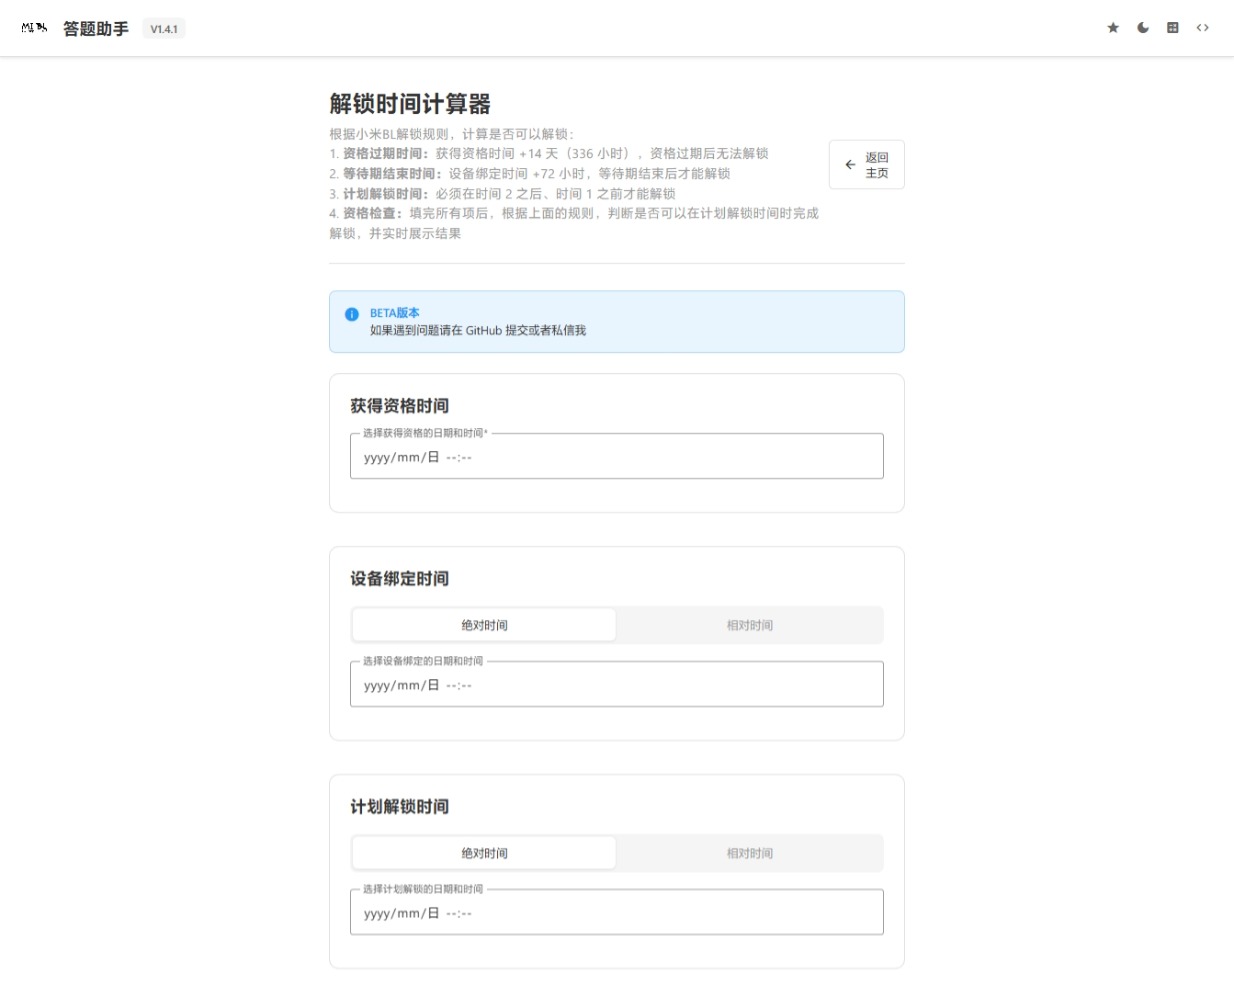 答题助手 V1.4.1
解锁时间计算器
根据小米BL解锁规则，计算是否可以解锁：
1. 资格过期时间：获得资格时间 +14 天（336 小时），资格过期后无法解锁
2. 等待期结束时间：设备绑定时间 +72 小时，等待期结束后才能解锁
3. 计划解锁时间：必须在时间 2 之后、时间 1 之前才能解锁
4. 资格检查：填完所有项后，根据上面的规则，判断是否可以在计划解锁时间时完成
解锁，并实时展示结果
返回
主页
BETA版本
如果遇到问题请在 GitHub 提交或者私信我
获得资格时间
选择获得资格的日期和时间*
yyyy/mm/日 --:--
设备绑定时间
绝对时间 相对时间
选择设备绑定的日期和时间
yyyy/mm/日 --:--
计划解锁时间
绝对时间 相对时间
选择计划解锁的日期和时间
yyyy/mm/日 --:--